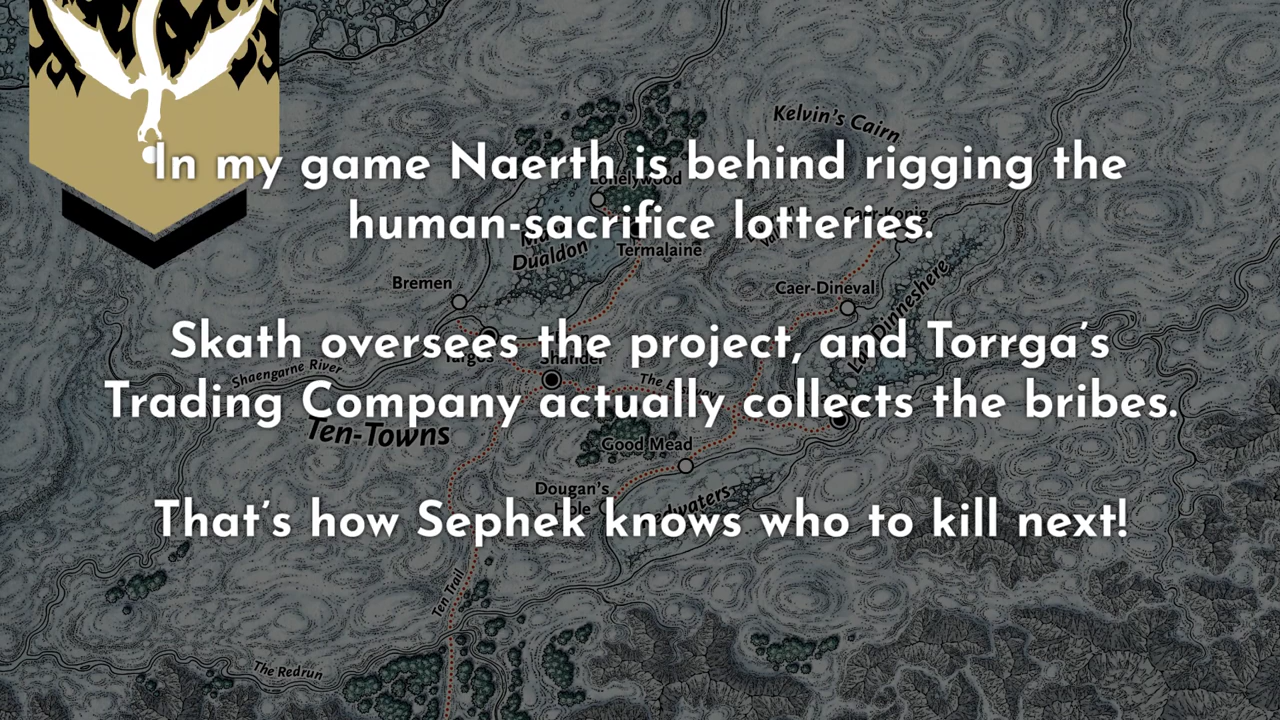 Kelvin's Cairn
In my game Naerth is behind rigging the
Lonelywood
human-sacrifice lotteries.
Dualdon
Termalaine
Bremen
Caer-Dineval
Dinneshere
Skath oversees the project, and Torrga's
Shaengarne River
Trading Company actually collects the bribes.
Ten-Towns
Good Mead
Dougan's
That's how Sephek knows who to kill next!
Ten Trail
The Redrun